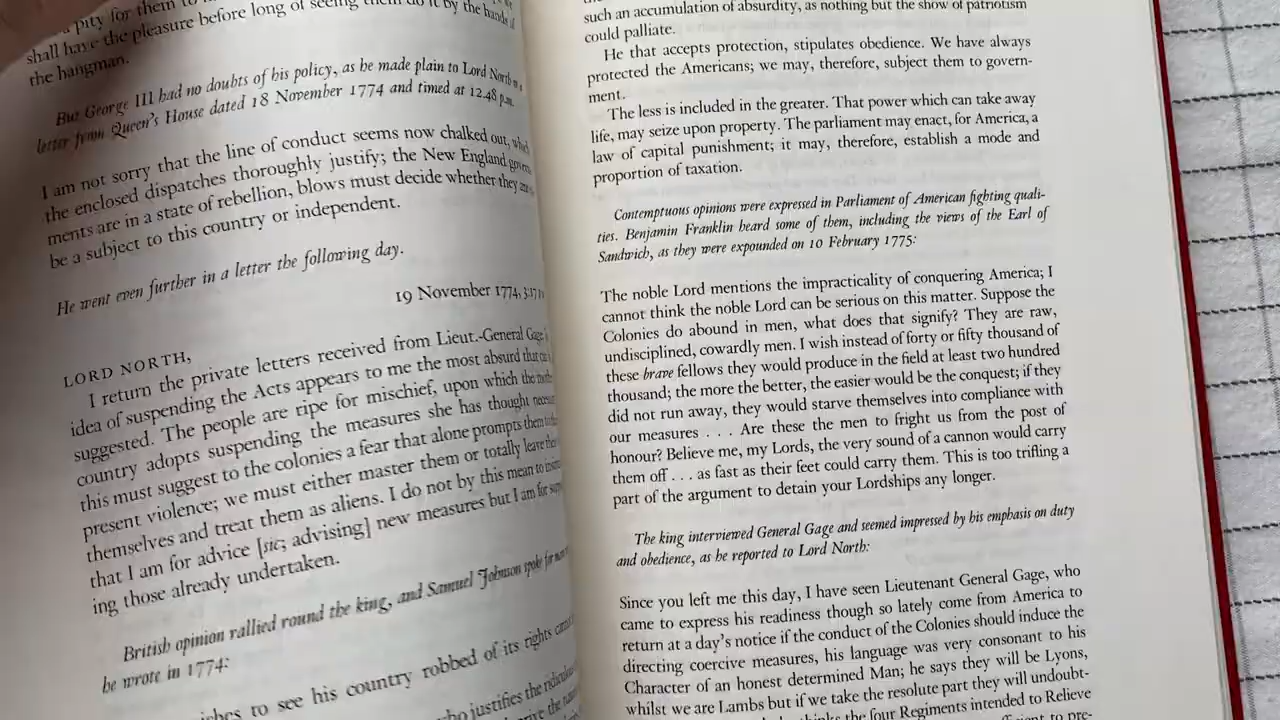 pity for them to
shall have the pleasure before long of seeing them do it by the hands of
the hangman.
But George III had no doubts of his policy, as he made plain to Lord North in a
letter from Queen's House dated 18 November 1774 and timed at 12.48 p.m.
I am not sorry that the line of conduct seems now chalked out, which
the enclosed dispatches thoroughly justify; the New England govern-
ments are in a state of rebellion, blows must decide whether they are
be a subject to this country or independent.
He went even further in a letter the following day.
19 November 1774, 3.17
LORD NORTH,
I return the private letters received from Lieut.-General Gage
idea of suspending the Acts appears to me the most absurd that can
suggested. The people are ripe for mischief, upon which the
country adopts suspending the measures she has thought
this must suggest to the colonies a fear that alone prompts them to
present violence; we must either master them or totally leave
themselves and treat them as aliens. I do not by this mean to
that I am for advice [sic; advising] new measures but I am for
ing those already undertaken.
British opinion rallied round the king, and Samuel Johnson spoke for
he wrote in 1774:
to see his country robbed of its rights
who justifies the
such an accumulation of absurdity, as nothing but the show of patriotism
could palliate.
He that accepts protection, stipulates obedience. We have always
protected the Americans; we may, therefore, subject them to govern-
ment.
The less is included in the greater. That power which can take away
life, may seize upon property. The parliament may enact, for America, a
law of capital punishment; it may, therefore, establish a mode and
proportion of taxation.
Contemptuous opinions were expressed in Parliament of American fighting quali-
ties. Benjamin Franklin heard some of them, including the views of the Earl of
Sandwich, as they were expounded on 10 February 1775:
The noble Lord mentions the impracticality of conquering America; I
cannot think the noble Lord can be serious on this matter. Suppose the
Colonies do abound in men, what does that signify? They are raw,
undisciplined, cowardly men. I wish instead of forty or fifty thousand of
these brave fellows they would produce in the field at least two hundred
thousand; the more the better, the easier would be the conquest; if they
did not run away, they would starve themselves into compliance with
our measures . . . Are these the men to fright us from the post of
honour? Believe me, my Lords, the very sound of a cannon would carry
them off . . . as fast as their feet could carry them. This is too trifling a
part of the argument to detain your Lordships any longer.
The king interviewed General Gage and seemed impressed by his emphasis on duty
and obedience, as he reported to Lord North:
Since you left me this day, I have seen Lieutenant General Gage, who
came to express his readiness though so lately come from America to
return at a day's notice if the conduct of the Colonies should induce the
directing coercive measures, his language was very consonant to his
Character of an honest determined Man; he says they will be Lyons,
whilst we are Lambs but if we take the resolute part they will undoubt-
thinks the four Regiments intended to Relieve
to pre-